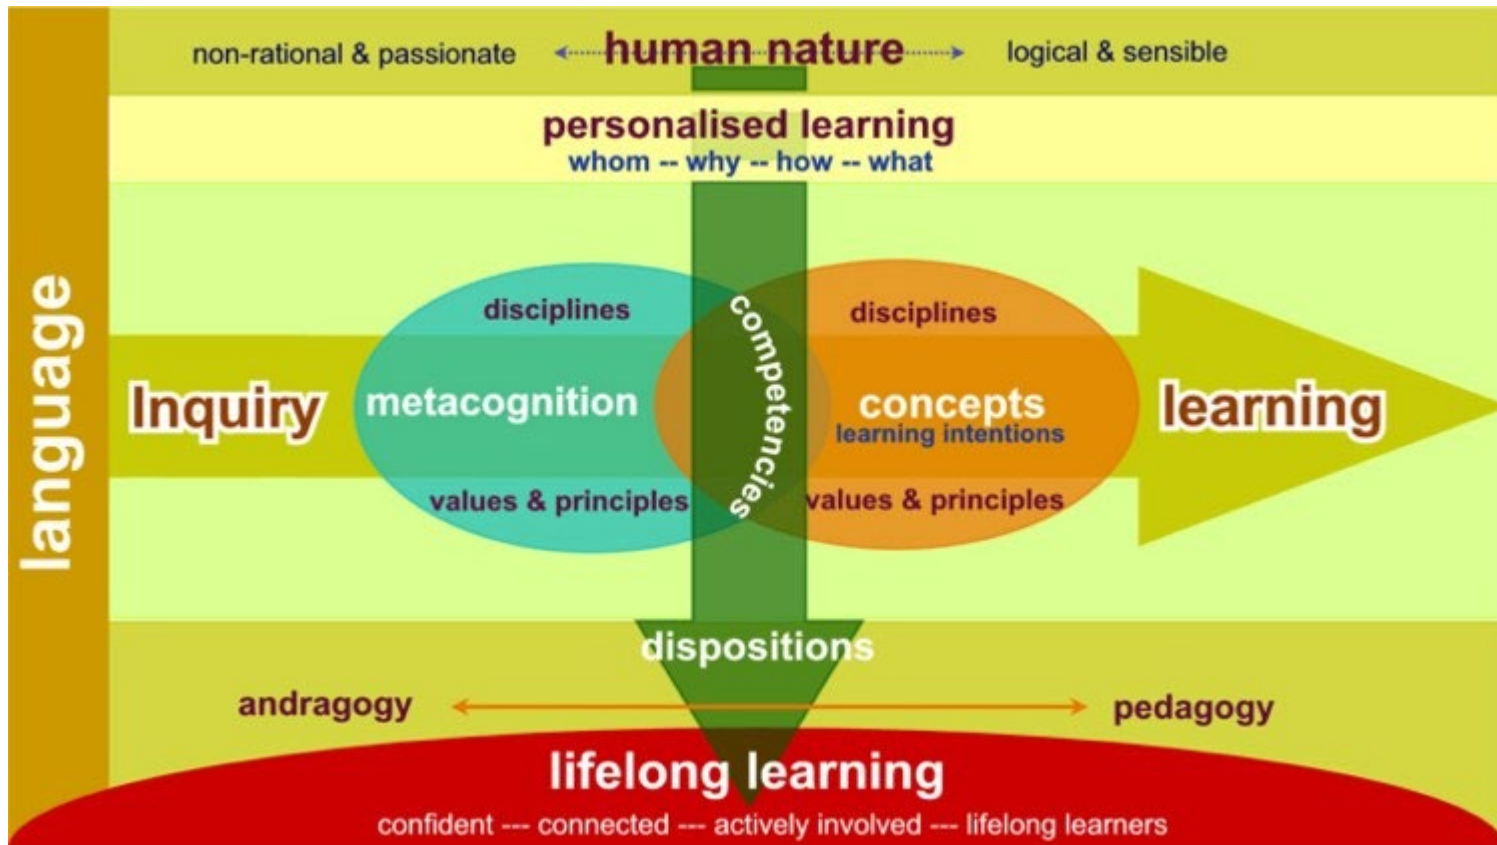 non-rational & passionate
human nature
logical & sensible
personalised learning
whom -- why -- how -- what
language
disciplines
disciplines
competencies
Inquiry
metacognition
concepts
learning
learning intentions
values & principles
values & principles
dispositions
andragogy
pedagogy
lifelong learning
confident --- connected --- actively involved --- lifelong learners